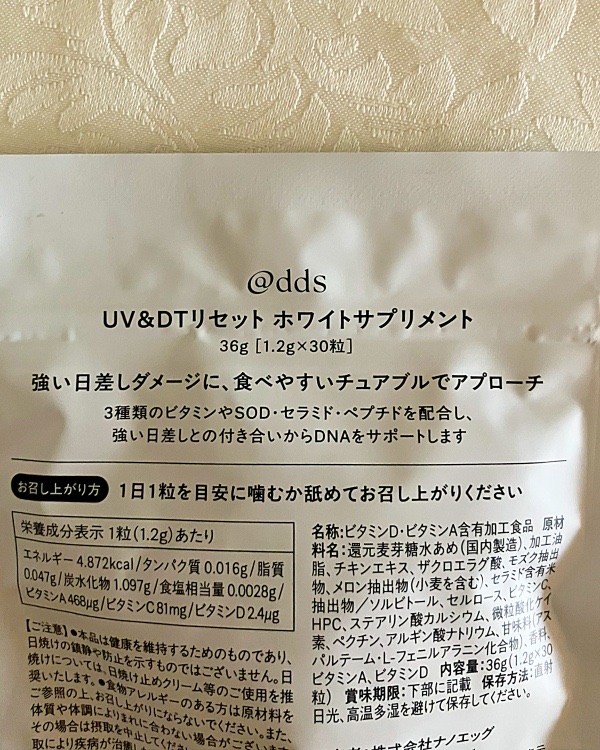 @dds
UV&DTリセット ホワイトサプリメント
36g [1.2g×30粒]
強い日差しダメージに、食べやすいチュアブルでアプローチ
3種類のビタミンやSOD・セラミド・ペプチドを配合し、
強い日差しとの付き合いからDNAをサポートします
お召し上がり方 1日1粒を目安に噛むか舐めてお召し上がりください
栄養成分表示 1粒(1.2g)あたり
エネルギー 4.872kcal/タンパク質 0.016g/脂質
0.047g/炭水化物 1.097g/食塩相当量 0.0028g/
ビタミンA 468μg/ビタミンC 81mg/ビタミンD 2.4μg
【ご注意】●本品は健康を維持するためのものであり、
日焼けの鎮静や防止を示すものではございません。日
焼けについては、日焼け止めクリーム等のご使用を推
奨いたします。●食物アレルギーのある方は原材料を
ご参照の上、お召し上がりにならないでください。また、
体質や体調によりまれに合わない場合がございます。
その場合は摂取を中止してください。
取により疾病が治癒した
名称:ビタミンD・ビタミンA含有加工食品 原材
料名:還元麦芽糖水あめ(国内製造)、加工油
脂、チキンエキス、ザクロエラグ酸、モズク抽出
物、メロン抽出物(小麦を含む)、セラミド含有米
抽出物/ソルビトール、セルロース、ビタミンC、
HPC、ステアリン酸カルシウム、微粒酸化ケイ
素、ペクチン、アルギン酸ナトリウム、甘味料(アス
パルテーム・L-フェニルアラニン化合物)、香料、
ビタミンA、ビタミンD 内容量:36g(1.2g×30
粒) 賞味期限:下部に記載 保存方法:直射
日光、高温多湿を避けて保存してください。
株式会社ナノエッグ